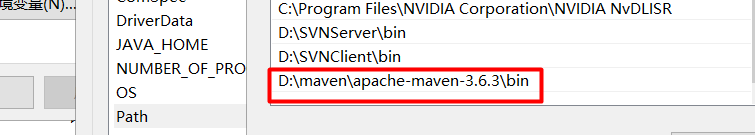 境变量(N)...
DriverData
JAVA_HOME
NUMBER_OF_PRO
OS
Path
C:\Program Files\NVIDIA Corporation\NVIDIA NvDLISR
D:\SVNServer\bin
D:\SVNClient\bin
D:\maven\apache-maven-3.6.3\bin